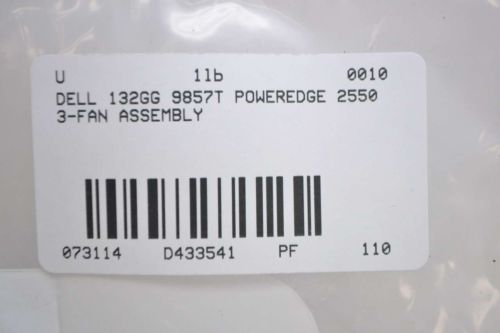 U 1lb 0010
DELL 132GG 9857T POWEREDGE 2550
3-FAN ASSEMBLY
073114 D433541 PF 110